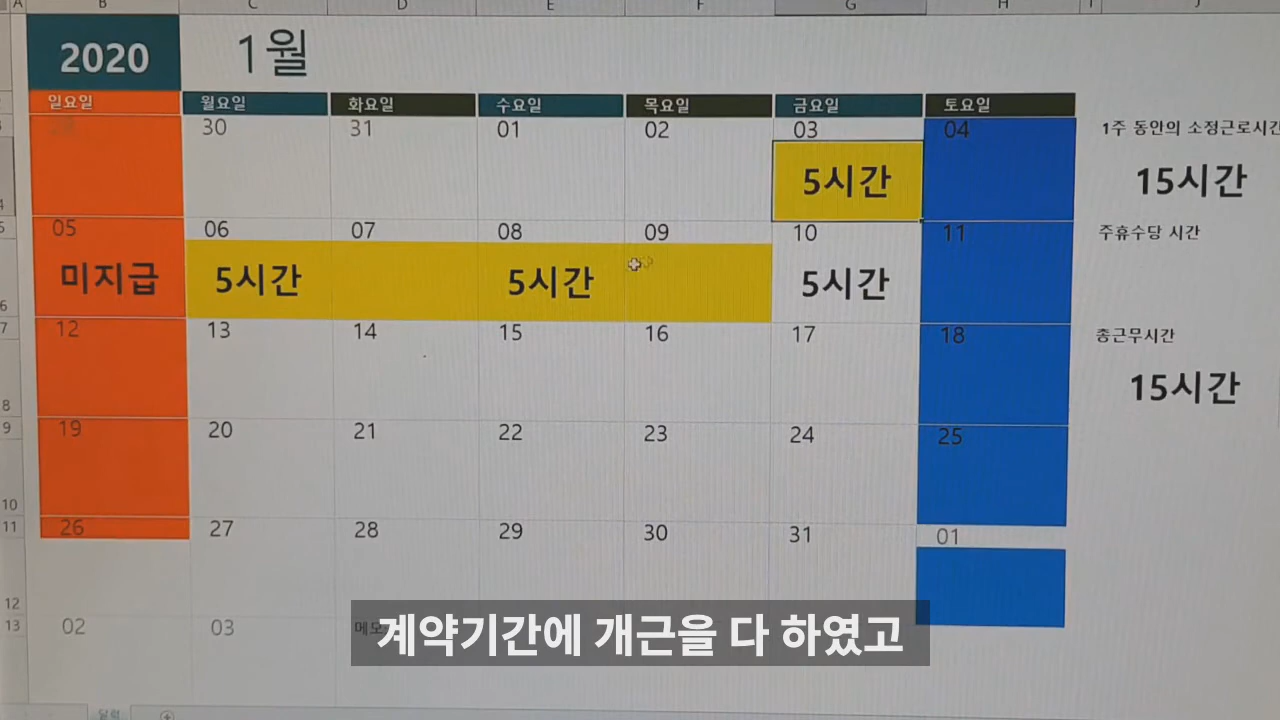 A B C D E F G H I J
2020 1월
일요일 월요일 화요일 수요일 목요일 금요일 토요일
30 31 01 02 03 04 1주 동안의 소정근로시간
5시간 15시간
05 06 07 08 09 10 11 주휴수당 시간
미지급 5시간 5시간 5시간
12 13 14 15 16 17 18 총근무시간
15시간
19 20 21 22 23 24 25
26 27 28 29 30 31 01
02 03 메모
계약기간에 개근을 다 하였고
달력